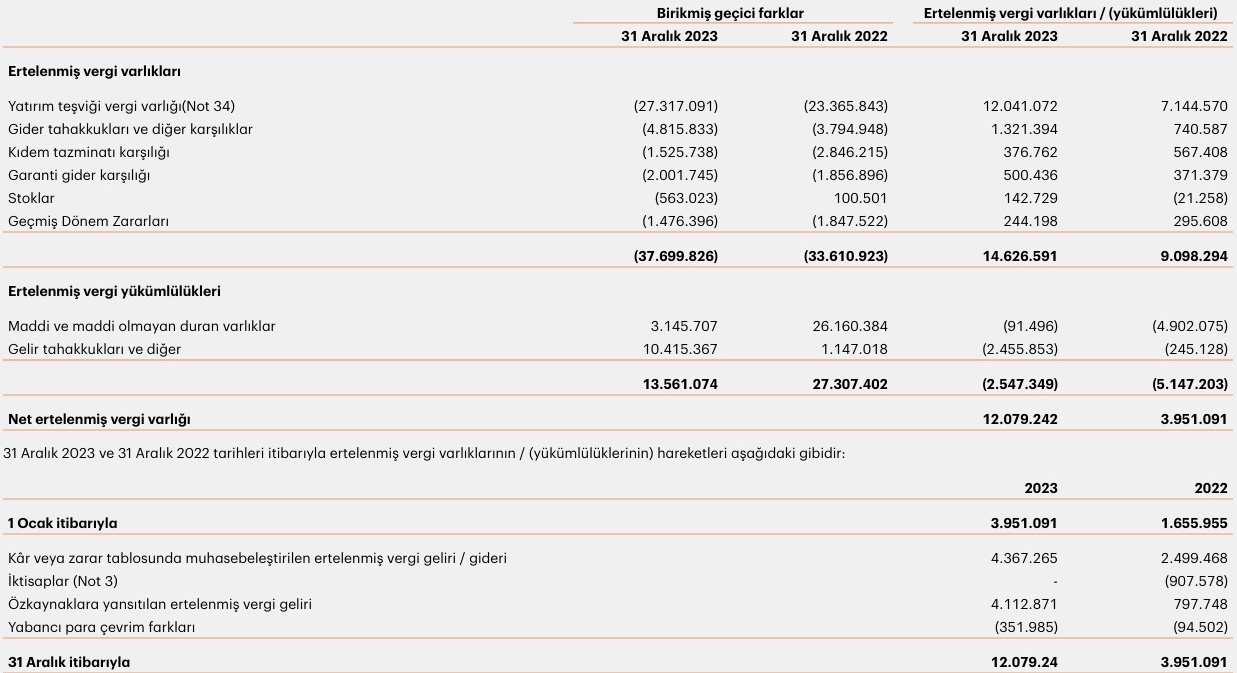 Birikmiş geçici farklar Ertelenmiş vergi varlıkları / (yükümlülükleri)
31 Aralık 2023 31 Aralık 2022 31 Aralık 2023 31 Aralık 2022
Ertelenmiş vergi varlıkları
Yatırım teşviği vergi varlığı(Not 34) (27.317.091) (23.365.843) 12.041.072 7.144.570
Gider tahakkukları ve diğer karşılıklar (4.815.833) (3.794.948) 1.321.394 740.587
Kıdem tazminatı karşılığı (1.525.738) (2.846.215) 376.762 567.408
Garanti gider karşılığı (2.001.745) (1.856.896) 500.436 371.379
Stoklar (563.023) 100.501 142.729 (21.258)
Geçmiş Dönem Zararları (1.476.396) (1.847.522) 244.198 295.608
(37.699.826) (33.610.923) 14.626.591 9.098.294
Ertelenmiş vergi yükümlülükleri
Maddi ve maddi olmayan duran varlıklar 3.145.707 26.160.384 (91.496) (4.902.075)
Gelir tahakkukları ve diğer 10.415.367 1.147.018 (2.455.853) (245.128)
13.561.074 27.307.402 (2.547.349) (5.147.203)
Net ertelenmiş vergi varlığı 12.079.242 3.951.091
31 Aralık 2023 ve 31 Aralık 2022 tarihleri itibarıyla ertelenmiş vergi varlıklarının / (yükümlülüklerinin) hareketleri aşağıdaki gibidir:
2023 2022
1 Ocak itibarıyla 3.951.091 1.655.955
Kâr veya zarar tablosunda muhasebeleştirilen ertelenmiş vergi geliri / gideri 4.367.265 2.499.468
İktisaplar (Not 3) - (907.578)
Özkaynaklara yansıtılan ertelenmiş vergi geliri 4.112.871 797.748
Yabancı para çevrim farkları (351.985) (94.502)
31 Aralık itibarıyla 12.079.24 3.951.091